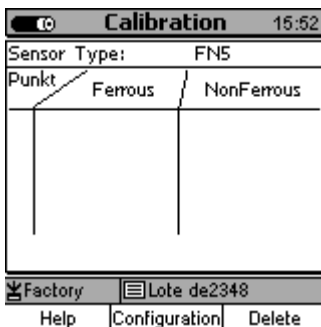 Calibration 15:52
Sensor Type: FN5
Punkt Ferrous NonFerrous
Factory Lote de2348
Help Configuration Delete